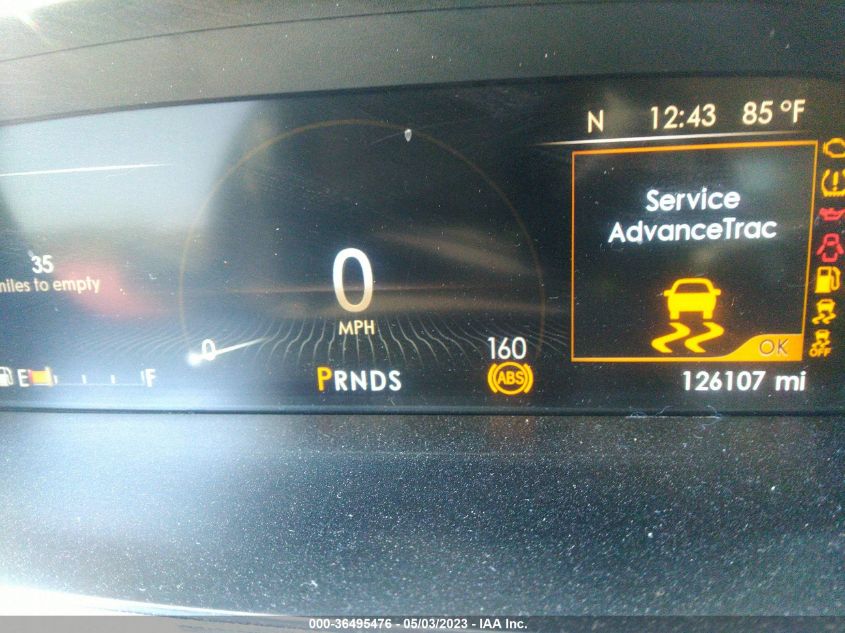 N 12:43 85 °F
Service
AdvanceTrac
35
miles to empty
0
MPH
0
160
E F
PRNDS
ABS
OK
OFF
126107 mi
000-36495476 - 05/03/2023 - IAA Inc.